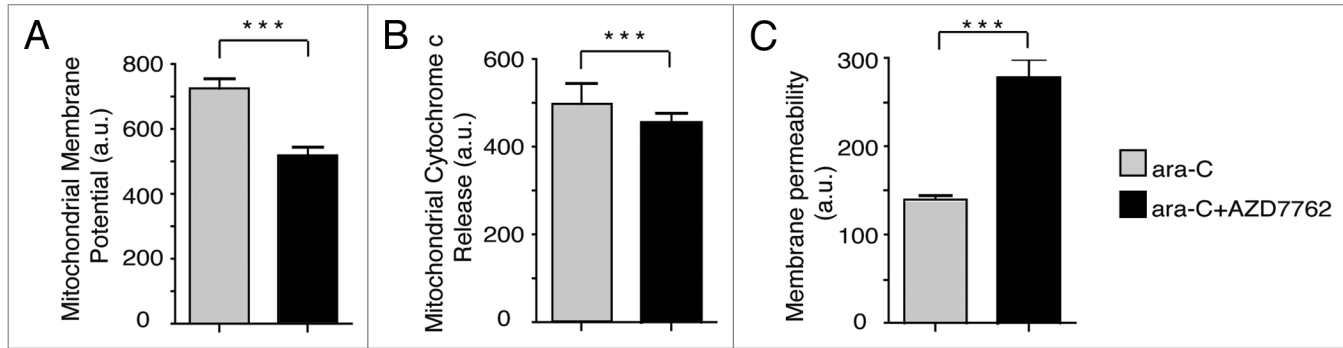 A
***
Mitochondrial Membrane
Potential (a.u.)
800
600
400
200
0
B
***
Mitochondrial Cytochrome c
Release (a.u.)
600
400
200
0
C
***
Membrane permeability
(a.u.)
300
200
100
0
ara-C
ara-C+AZD7762